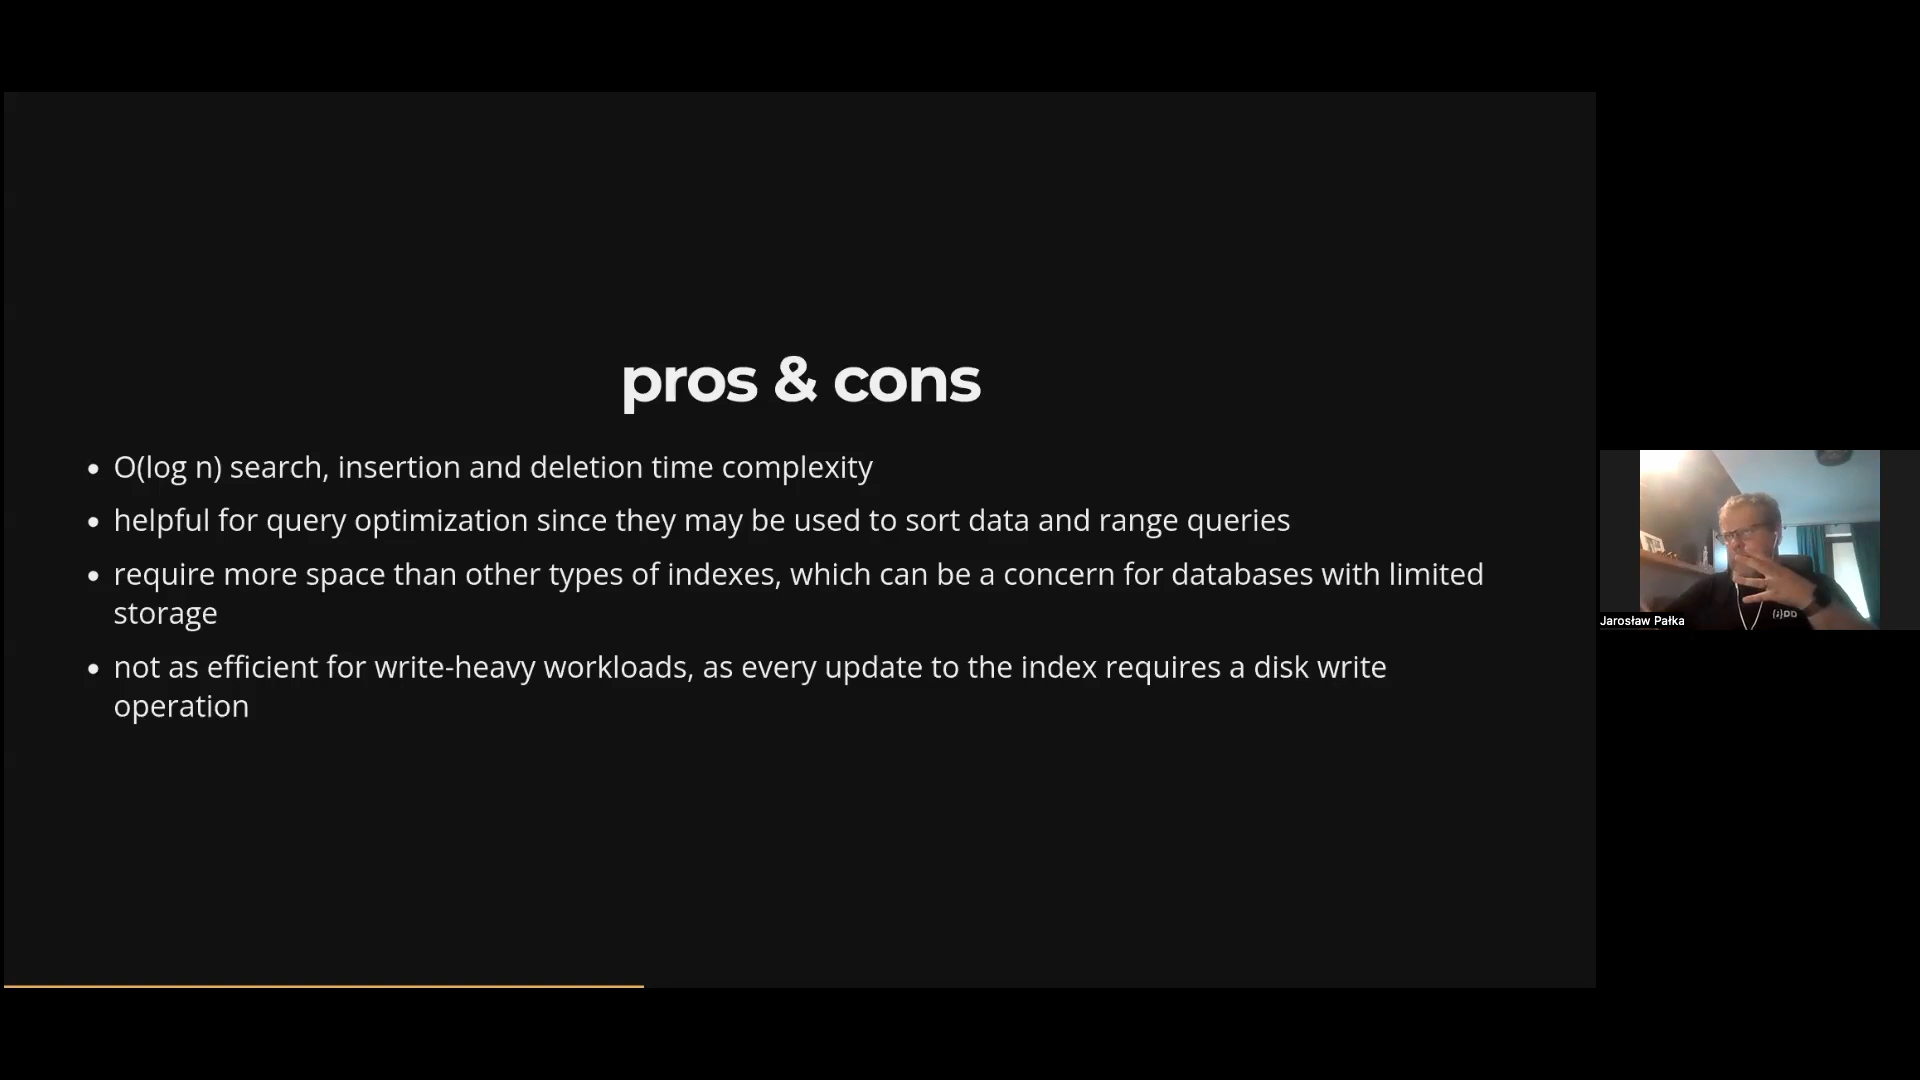 pros & cons
• O(log n) search, insertion and deletion time complexity
• helpful for query optimization since they may be used to sort data and range queries
• require more space than other types of indexes, which can be a concern for databases with limited
storage
• not as efficient for write-heavy workloads, as every update to the index requires a disk write
operation
Jarosław Pałka